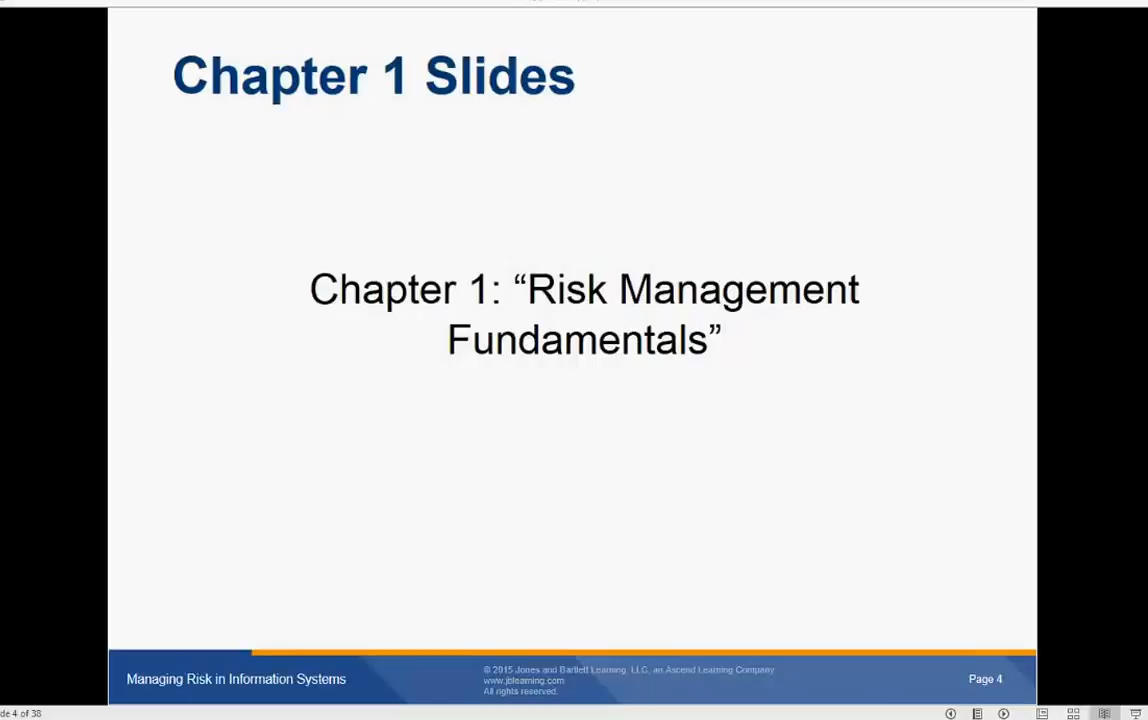 Chapter 1 Slides
Chapter 1: “Risk Management
Fundamentals”
Managing Risk in Information Systems
© 2015 Jones and Bartlett Learning, LLC, an Ascend Learning Company
www.jblearning.com
All rights reserved.
Page 4
de 4 of 38